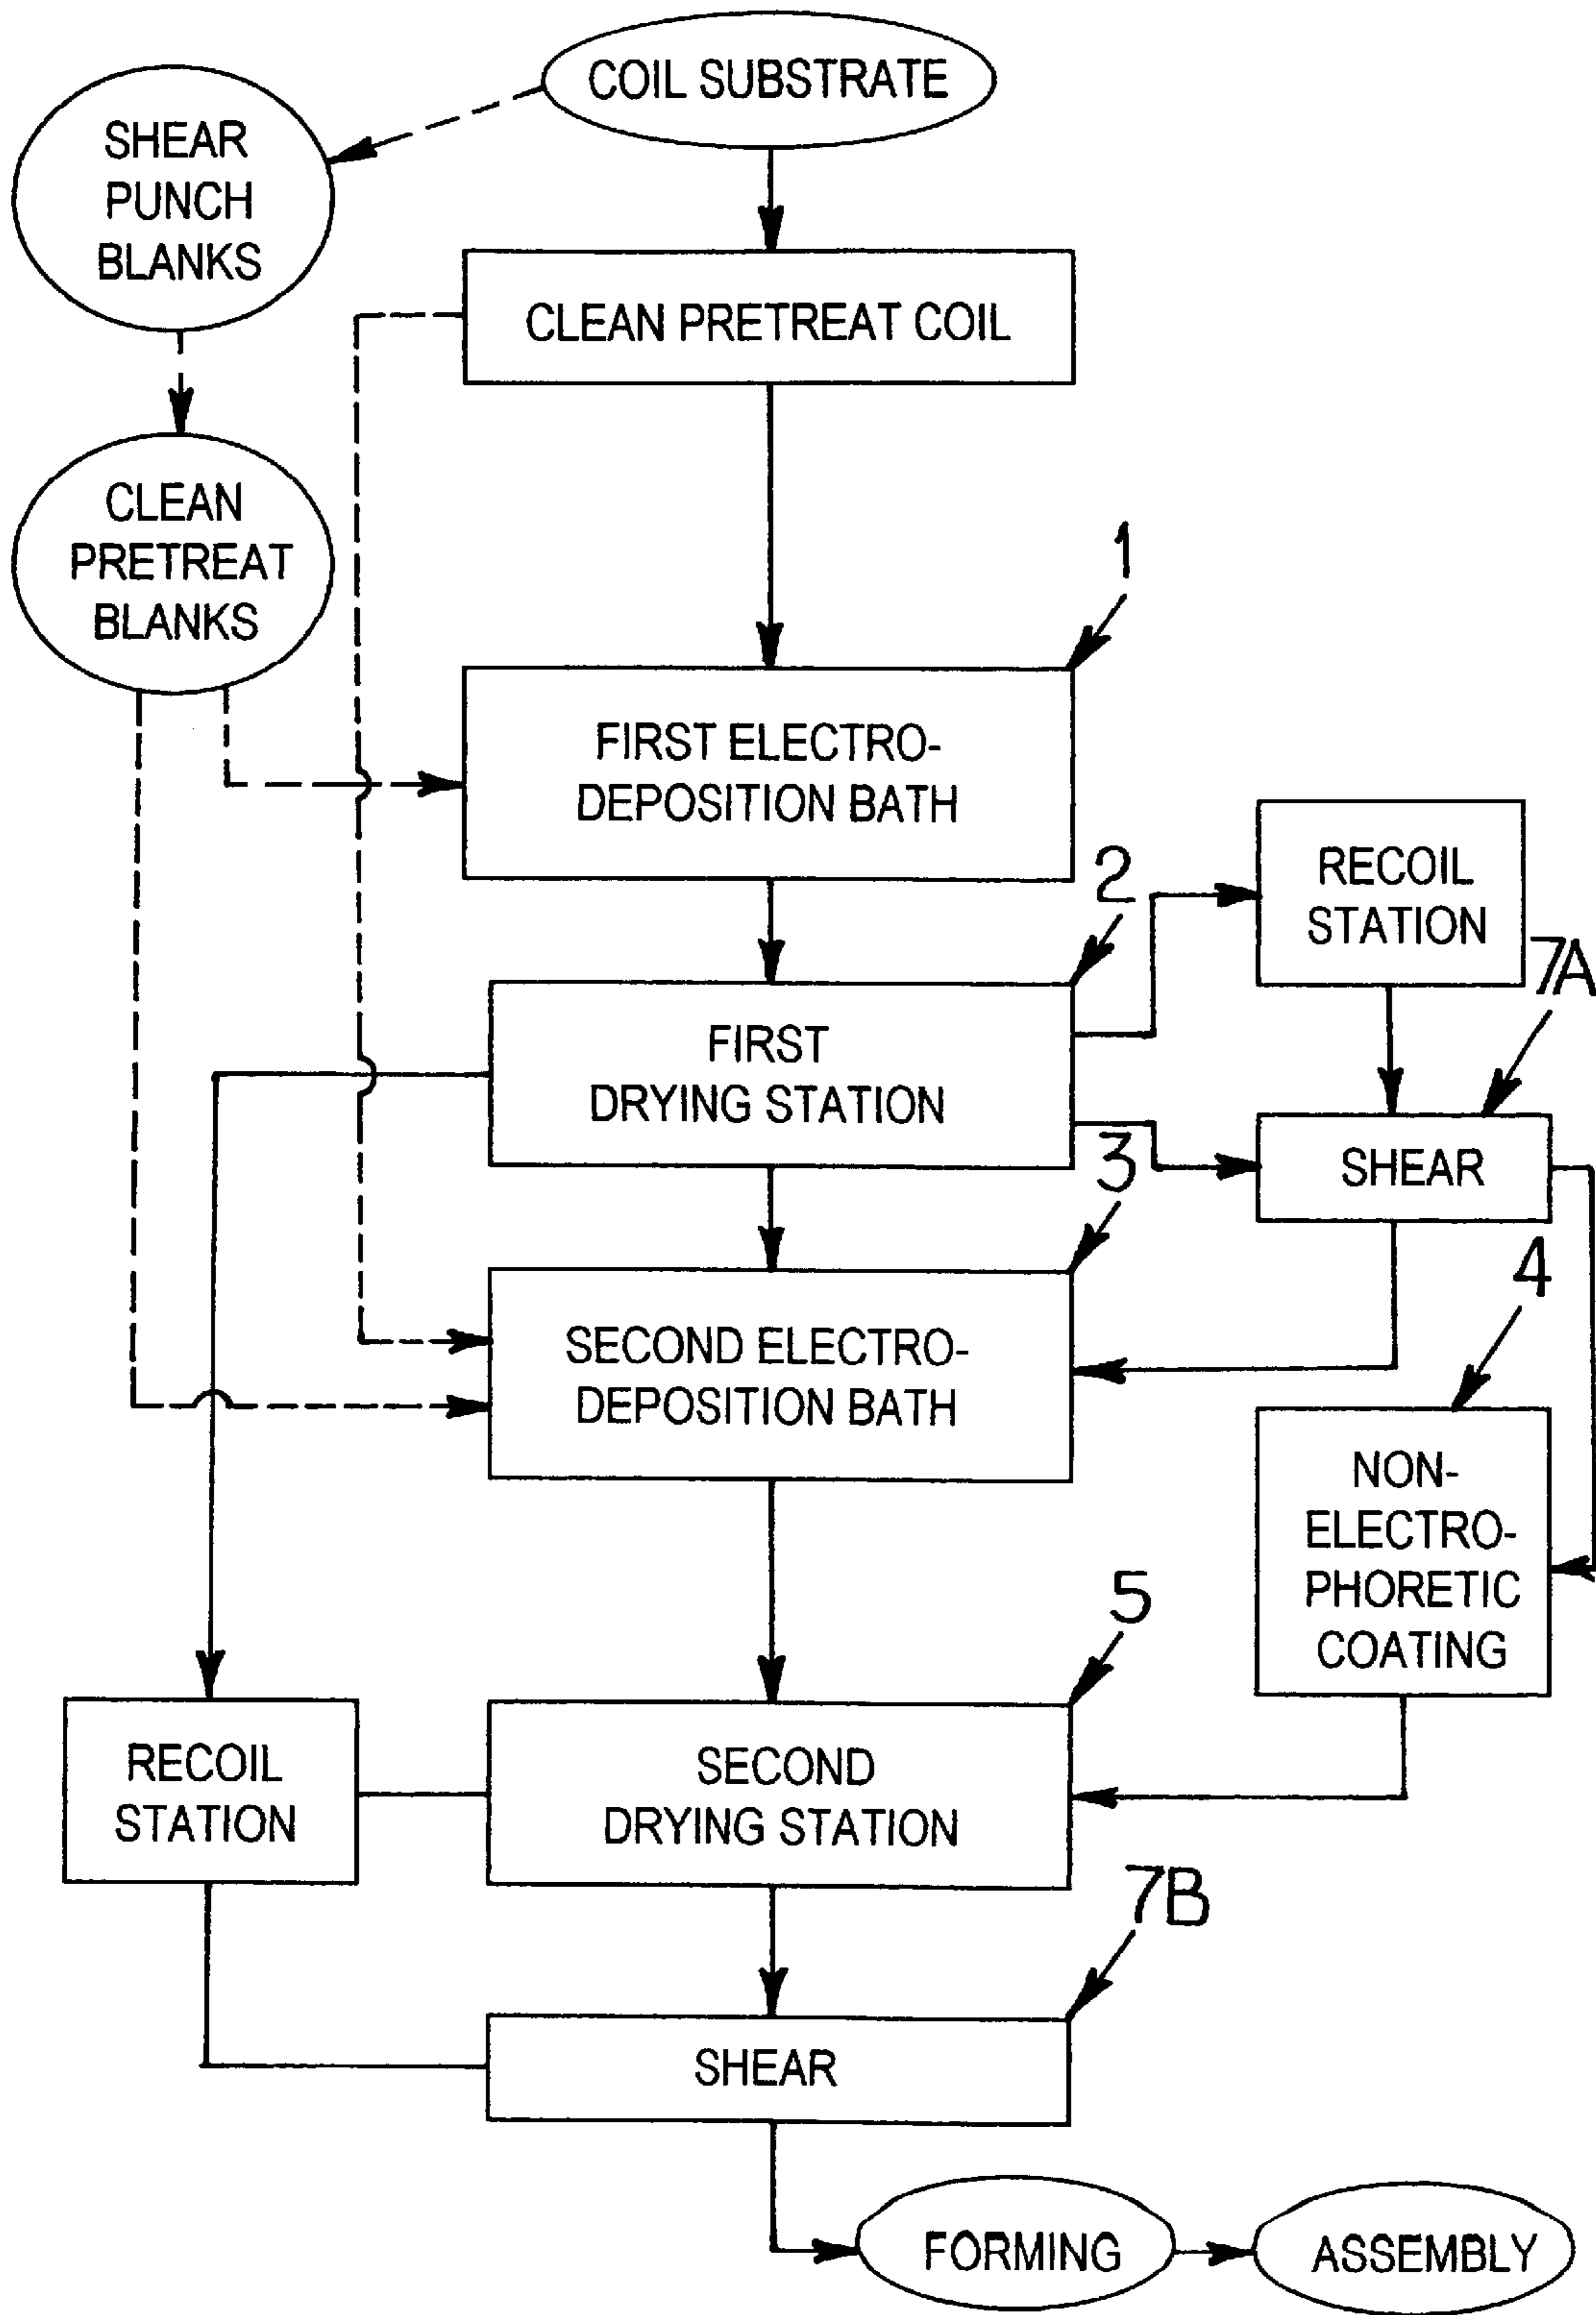 COIL SUBSTRATE
SHEAR
PUNCH
BLANKS
CLEAN PRETREAT COIL
CLEAN
PRETREAT
BLANKS
1
FIRST ELECTRO-
DEPOSITION BATH
2
RECOIL
STATION
7A
FIRST
DRYING STATION
3
SHEAR
4
SECOND ELECTRO-
DEPOSITION BATH
NON-
ELECTRO-
PHORETIC
COATING
5
RECOIL
STATION
SECOND
DRYING STATION
7B
SHEAR
FORMING
ASSEMBLY